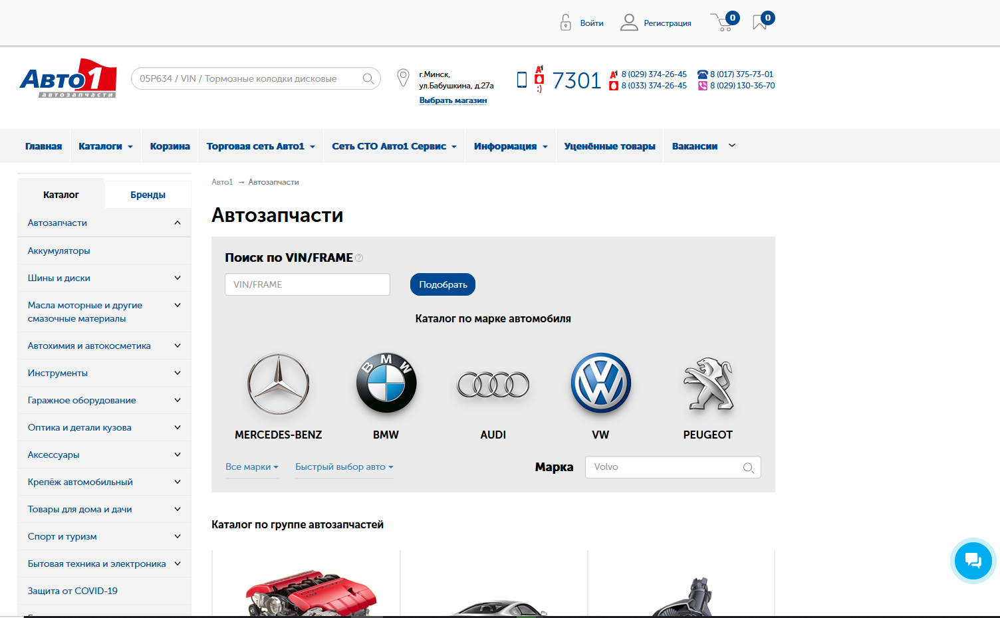 Войти
Регистрация
0
0
Авто1
автозапчасти
05P634 / VIN / Тормозные колодки дисковые
г.Минск,
ул.Бабушкина, д.27а
Выбрать магазин
7301
8 (029) 374-26-45
8 (033) 374-26-45
8 (017) 375-73-01
8 (029) 130-36-70
Главная
Каталоги
Корзина
Торговая сеть Авто1
Сеть СТО Авто1 Сервис
Информация
Уценённые товары
Вакансии
Каталог
Бренды
Автозапчасти
Аккумуляторы
Шины и диски
Масла моторные и другие
смазочные материалы
Автохимия и автокосметика
Инструменты
Гаражное оборудование
Оптика и детали кузова
Аксессуары
Крепёж автомобильный
Товары для дома и дачи
Спорт и туризм
Бытовая техника и электроника
Защита от COVID-19
Авто1 → Автозапчасти
Автозапчасти
Поиск по VIN/FRAME
VIN/FRAME
Подобрать
Каталог по марке автомобиля
BMW
MERCEDES-BENZ
BMW
AUDI
VW
PEUGEOT
Все марки
Быстрый выбор авто
Марка
Volvo
Каталог по группе автозапчастей